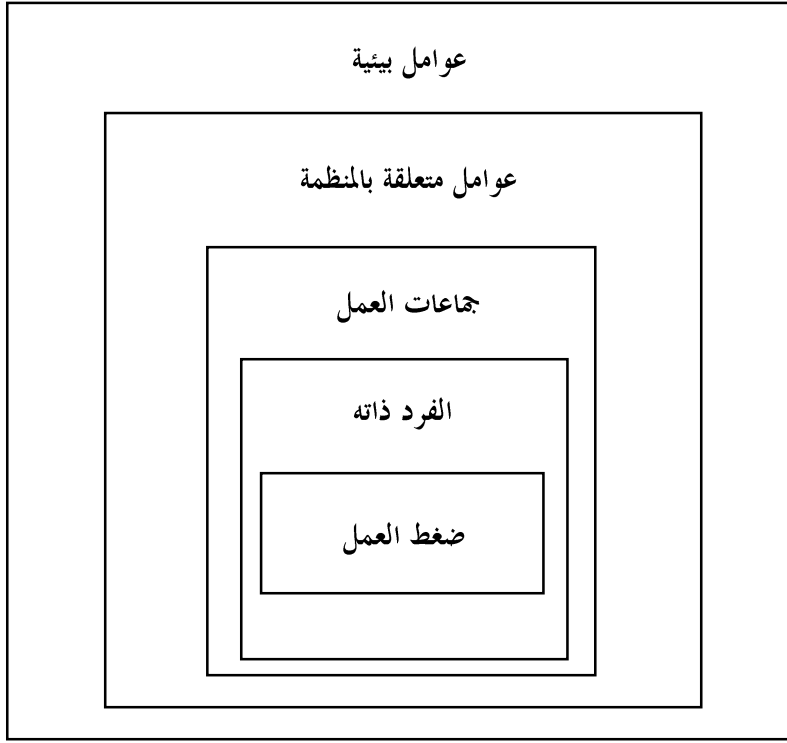 عوامل بيئية
عوامل متعلقة بالمنظمة
جماعات العمل
الفرد ذاته
ضغط العمل